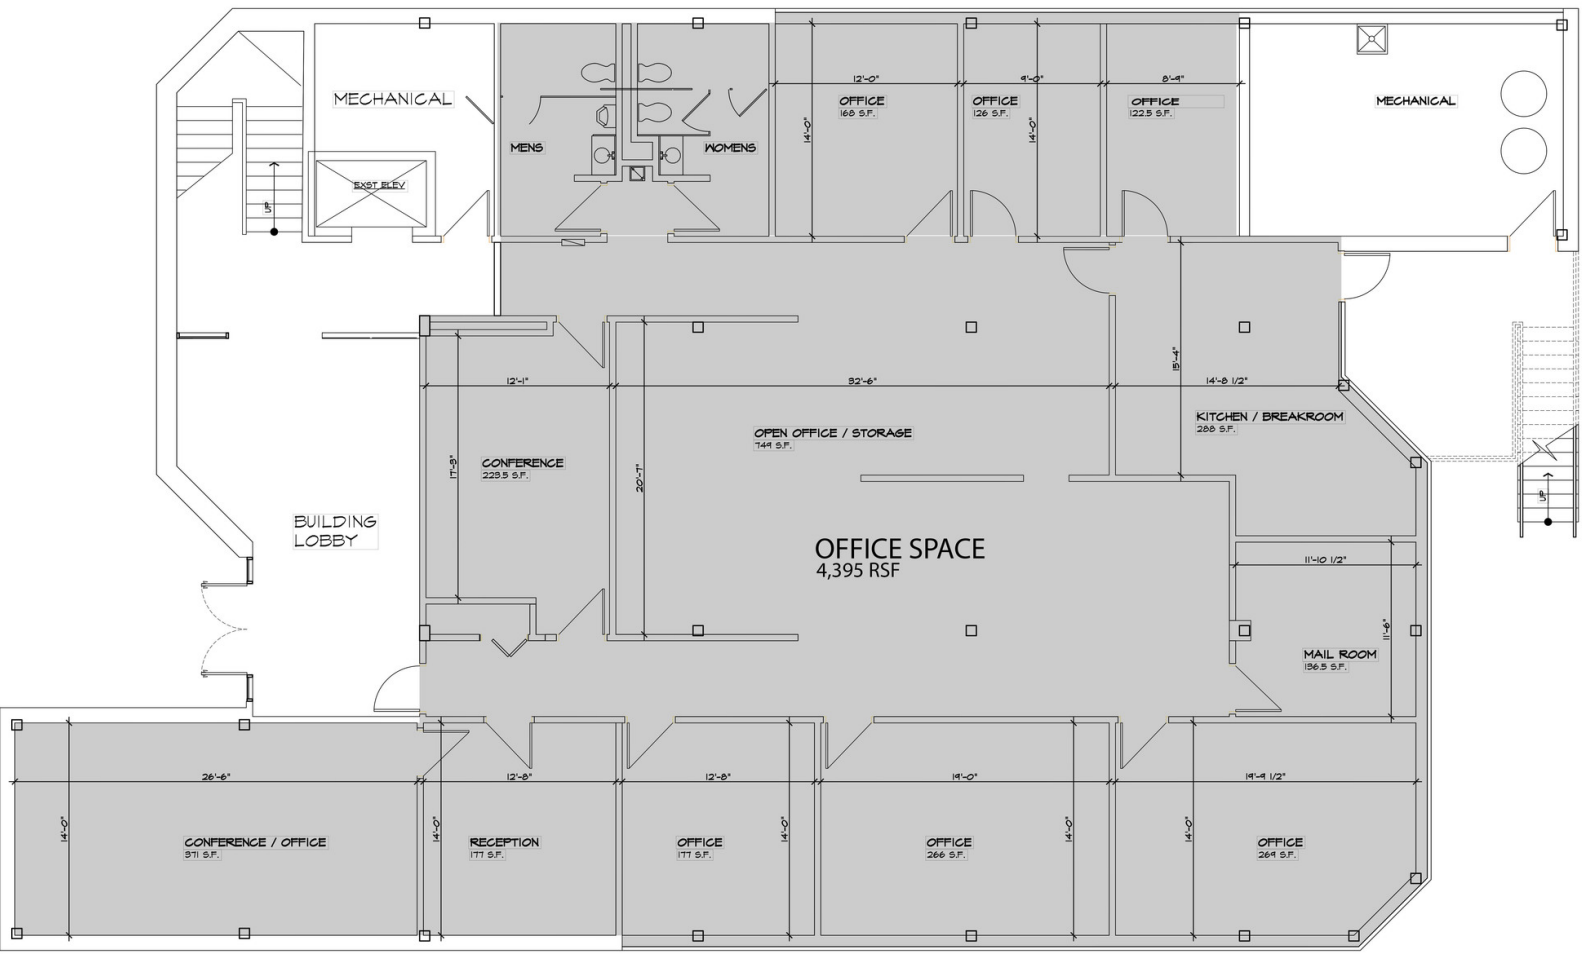 12'-0"
9'-0"
8'-9"
MECHANICAL
OFFICE
168 S.F.
OFFICE
126 S.F.
OFFICE
122.5 S.F.
MECHANICAL
14'-0"
14'-0"
MENS
WOMENS
EXST ELEV
UP
12'-1"
32'-6"
15'-4"
14'-8 1/2"
KITCHEN / BREAKROOM
288 S.F.
OPEN OFFICE / STORAGE
749 S.F.
CONFERENCE
223.5 S.F.
17'-3"
20'-7"
UP
BUILDING
LOBBY
OFFICE SPACE
4,395 RSF
11'-10 1/2"
11'-6"
MAIL ROOM
136.5 S.F.
26'-6"
12'-8"
12'-8"
19'-0"
19'-9 1/2"
14'-0"
14'-0"
14'-0"
14'-0"
14'-0"
CONFERENCE / OFFICE
371 S.F.
RECEPTION
177 S.F.
OFFICE
177 S.F.
OFFICE
266 S.F.
OFFICE
269 S.F.